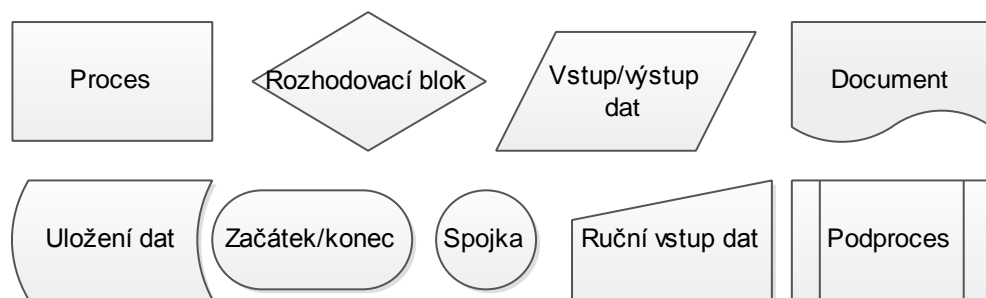 Proces
Rozhodovací blok
Vstup/výstup
dat
Document
Uložení dat
Začátek/konec
Spojka
Ruční vstup dat
Podproces